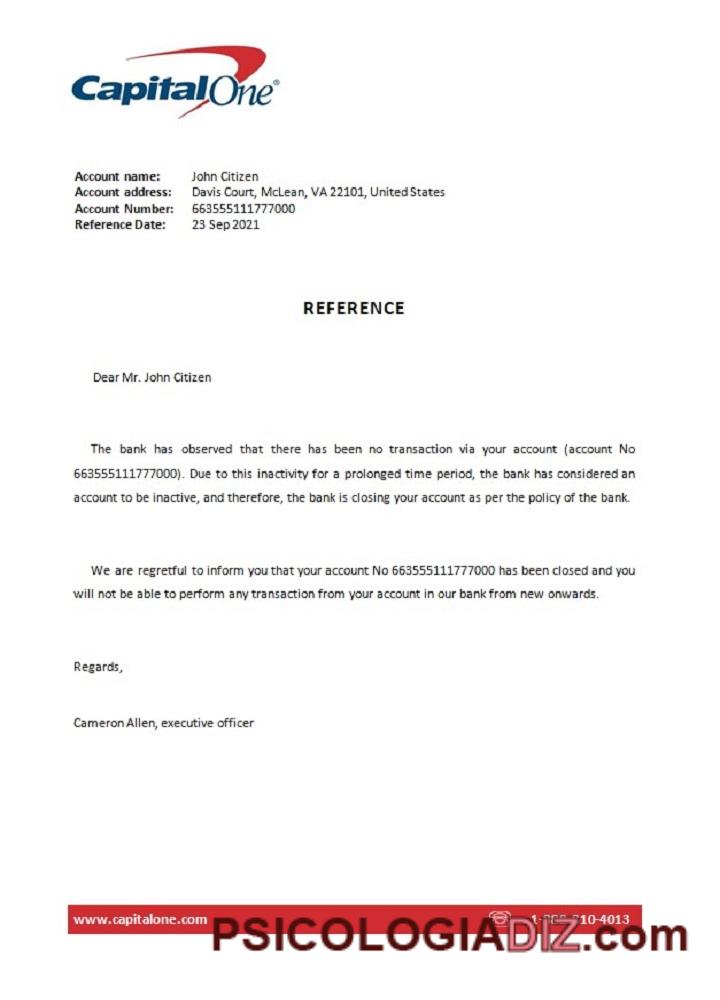 CapitalOne®
Account name: John Citizen
Account address: Davis Court, McLean, VA 22101, United States
Account Number: 663555111777000
Reference Date: 23 Sep 2021
REFERENCE
Dear Mr. John Citizen
The bank has observed that there has been no transaction via your account (account No
663555111777000). Due to this inactivity for a prolonged time period, the bank has considered an
account to be inactive, and therefore, the bank is closing your account as per the policy of the bank.
We are regretful to inform you that your account No 663555111777000 has been closed and you
will not be able to perform any transaction from your account in our bank from new onwards.
Regards,
Cameron Allen, executive officer
www.capitalone.com
PSICOLOGIADIZ.com